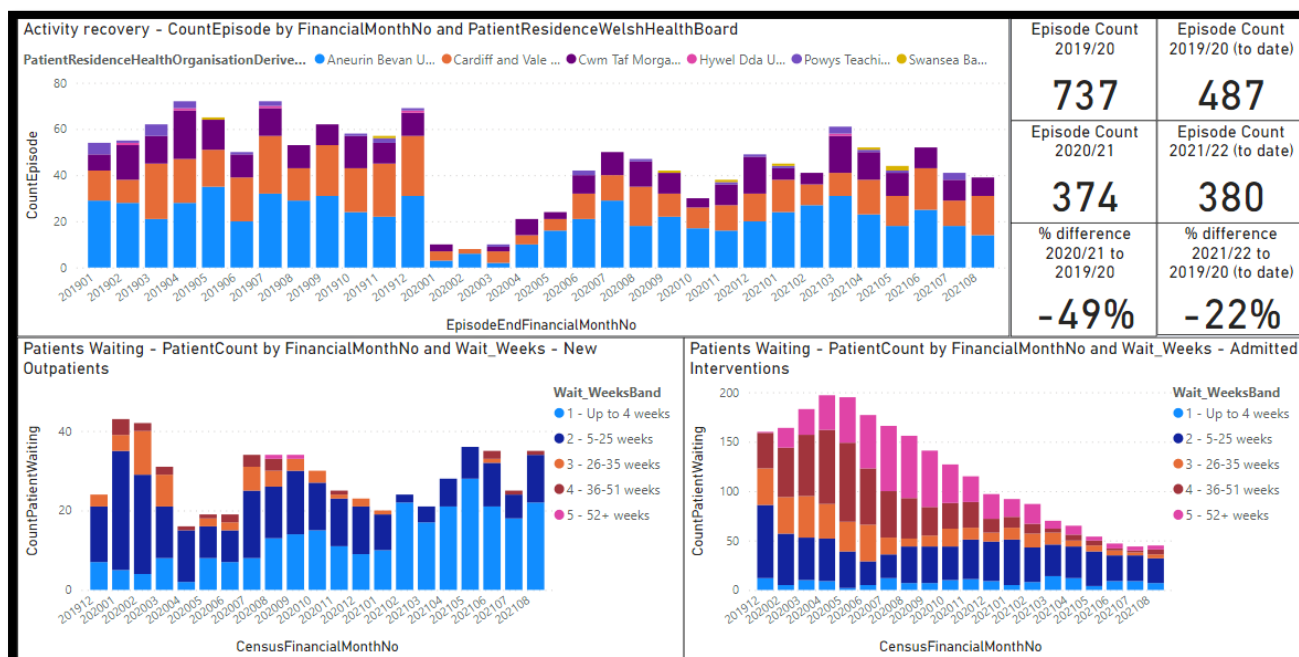 Activity recovery - CountEpisode by FinancialMonthNo and PatientResidenceWelshHealthBoard
PatientResidenceHealthOrganisationDerive... Aneurin Bevan U... Cardiff and Vale ... Cwm Taf Morga... Hywel Dda U... Powys Teachi... Swansea Ba...
80
60
40
20
0
CountEpisode
201901 201902 201903 201904 201905 201906 201907 201908 201909 201910 201911 201912 202001 202002 202003 202004 202005 202006 202007 202008 202009 202010 202011 202012 202101 202102 202103 202104 202105 202106 202107 202108
EpisodeEndFinancialMonthNo
Episode Count
2019/20
737
Episode Count
2019/20 (to date)
487
Episode Count
2020/21
374
Episode Count
2021/22 (to date)
380
% difference
2020/21 to
2019/20
-49%
% difference
2021/22 to
2019/20 (to date)
-22%
Patients Waiting - PatientCount by FinancialMonthNo and Wait_Weeks - New
Outpatients
40
20
0
CountPatientWaiting
201912 202001 202002 202003 202004 202005 202006 202007 202008 202009 202010 202011 202012 202101 202102 202103 202104 202105 202106 202107 202108
CensusFinancialMonthNo
Wait_WeeksBand
1 - Up to 4 weeks
2 - 5-25 weeks
3 - 26-35 weeks
4 - 36-51 weeks
5 - 52+ weeks
Patients Waiting - PatientCount by FinancialMonthNo and Wait_Weeks - Admitted
Interventions
200
150
100
50
0
CountPatientWaiting
201912 202002 202003 202004 202005 202006 202007 202008 202009 202010 202011 202012 202101 202102 202103 202104 202105 202106 202107 202108
CensusFinancialMonthNo
Wait_WeeksBand
1 - Up to 4 weeks
2 - 5-25 weeks
3 - 26-35 weeks
4 - 36-51 weeks
5 - 52+ weeks